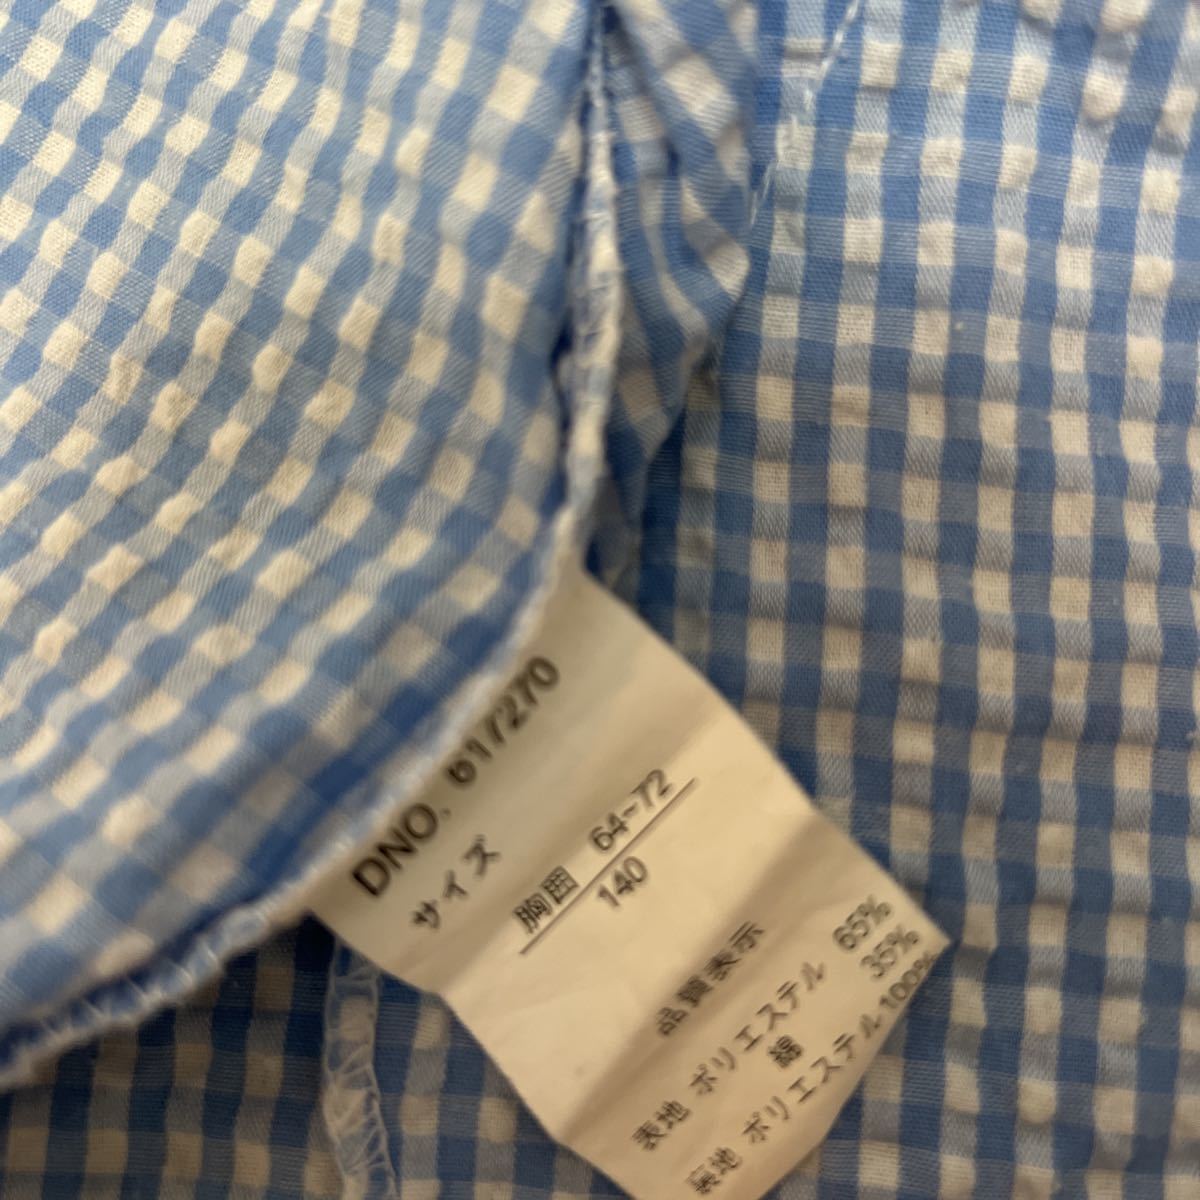 DNO. 617270
サイズ
胸囲 64~72
140
品質表示
表地 ポリエステル 65%
綿 35%
裏地 ポリエステル 100%